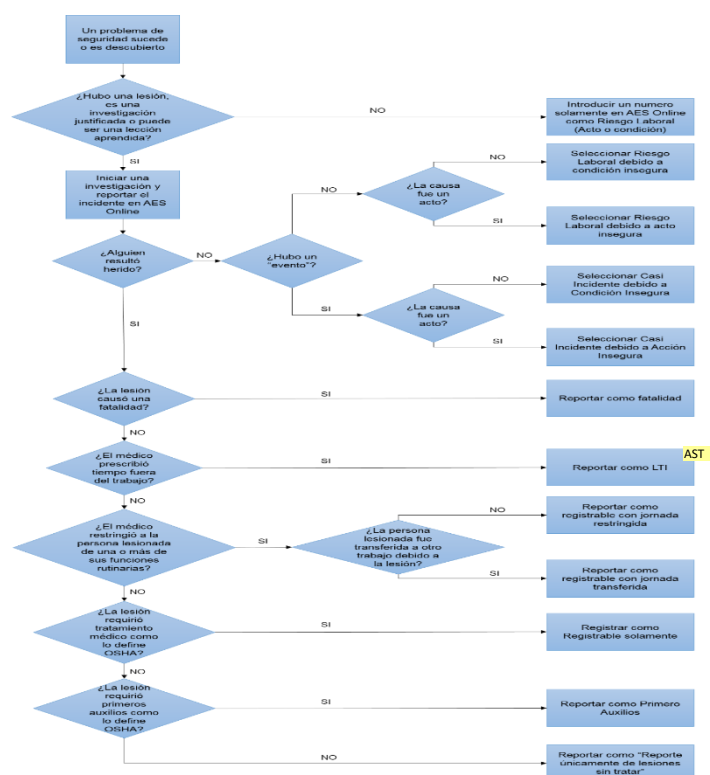 Un problema de
seguridad sucede
o es descubierto
¿Hubo una lesión,
es una
investigación
justificada o puede
ser una lección
aprendida?
NO
Introducir un numero
solamente en AES Online
como Riesgo Laboral
(Acto o condición)
SI
Iniciar una
investigación y
reportar el
incidente en AES
Online
NO
¿La causa
fue un
acto?
NO
Seleccionar Riesgo
Laboral debido a
condición insegura
SI
Seleccionar Riesgo
Laboral debido a acto
insegura
¿Alguien
resultó
herido?
NO
¿Hubo un
"evento"?
SI
¿La causa
fue un
acto?
NO
Seleccionar Casi
Incidente debido a
Condición Insegura
SI
Seleccionar Casi
Incidente debido a Acción
Insegura
SI
¿La lesión
causó una
fatalidad?
SI
Reportar como fatalidad
NO
¿El médico
prescribió
tiempo fuera
del trabajo?
SI
AST
Reportar como LTI
NO
¿El médico
restringió a la
persona lesionada
de una o más de
sus funciones
rutinarias?
SI
¿La persona
lesionada fue
transferida a otro
trabajo debido a
la lesión?
NO
Reportar como
registrable con jornada
restringida
SI
Reportar como
registrable con jornada
transferida
NO
¿La lesión
requirió
tratamiento
médico como
lo define
OSHA?
SI
Registrar como
Registrable solamente
NO
¿La lesión
requirió
primeros
auxilios como
lo define
OSHA?
SI
Reportar como Primero
Auxilios
NO
Reportar como "Reporte
únicamente de lesiones
sin tratar"